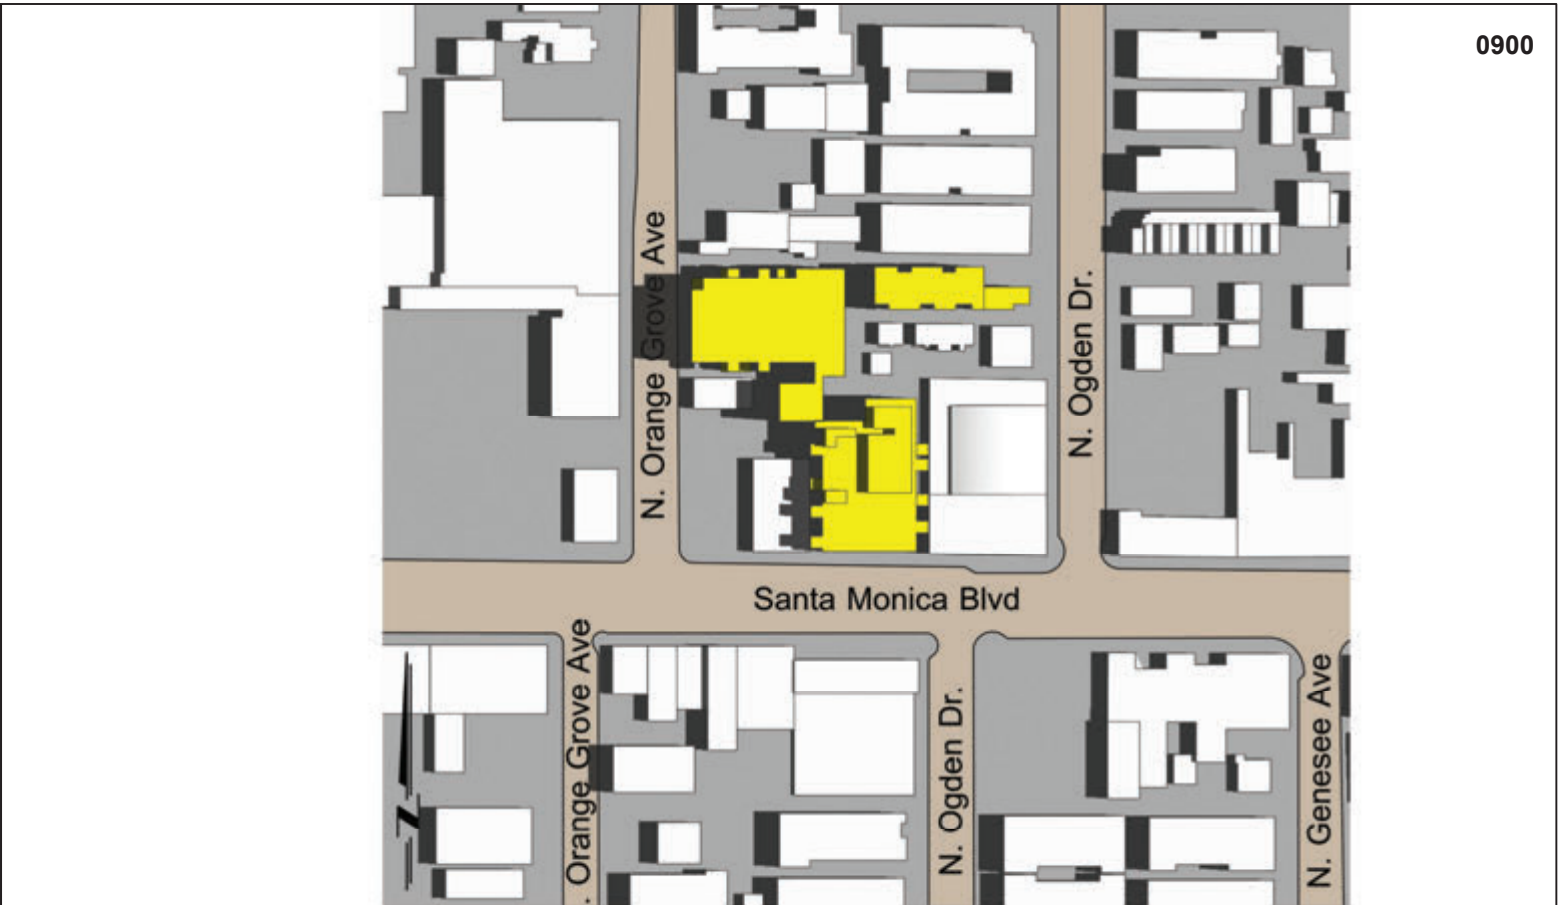 0900
N. Orange Grove Ave
N. Ogden Dr.
Santa Monica Blvd
. Orange Grove Ave
N. Ogden Dr.
N. Genesee Ave